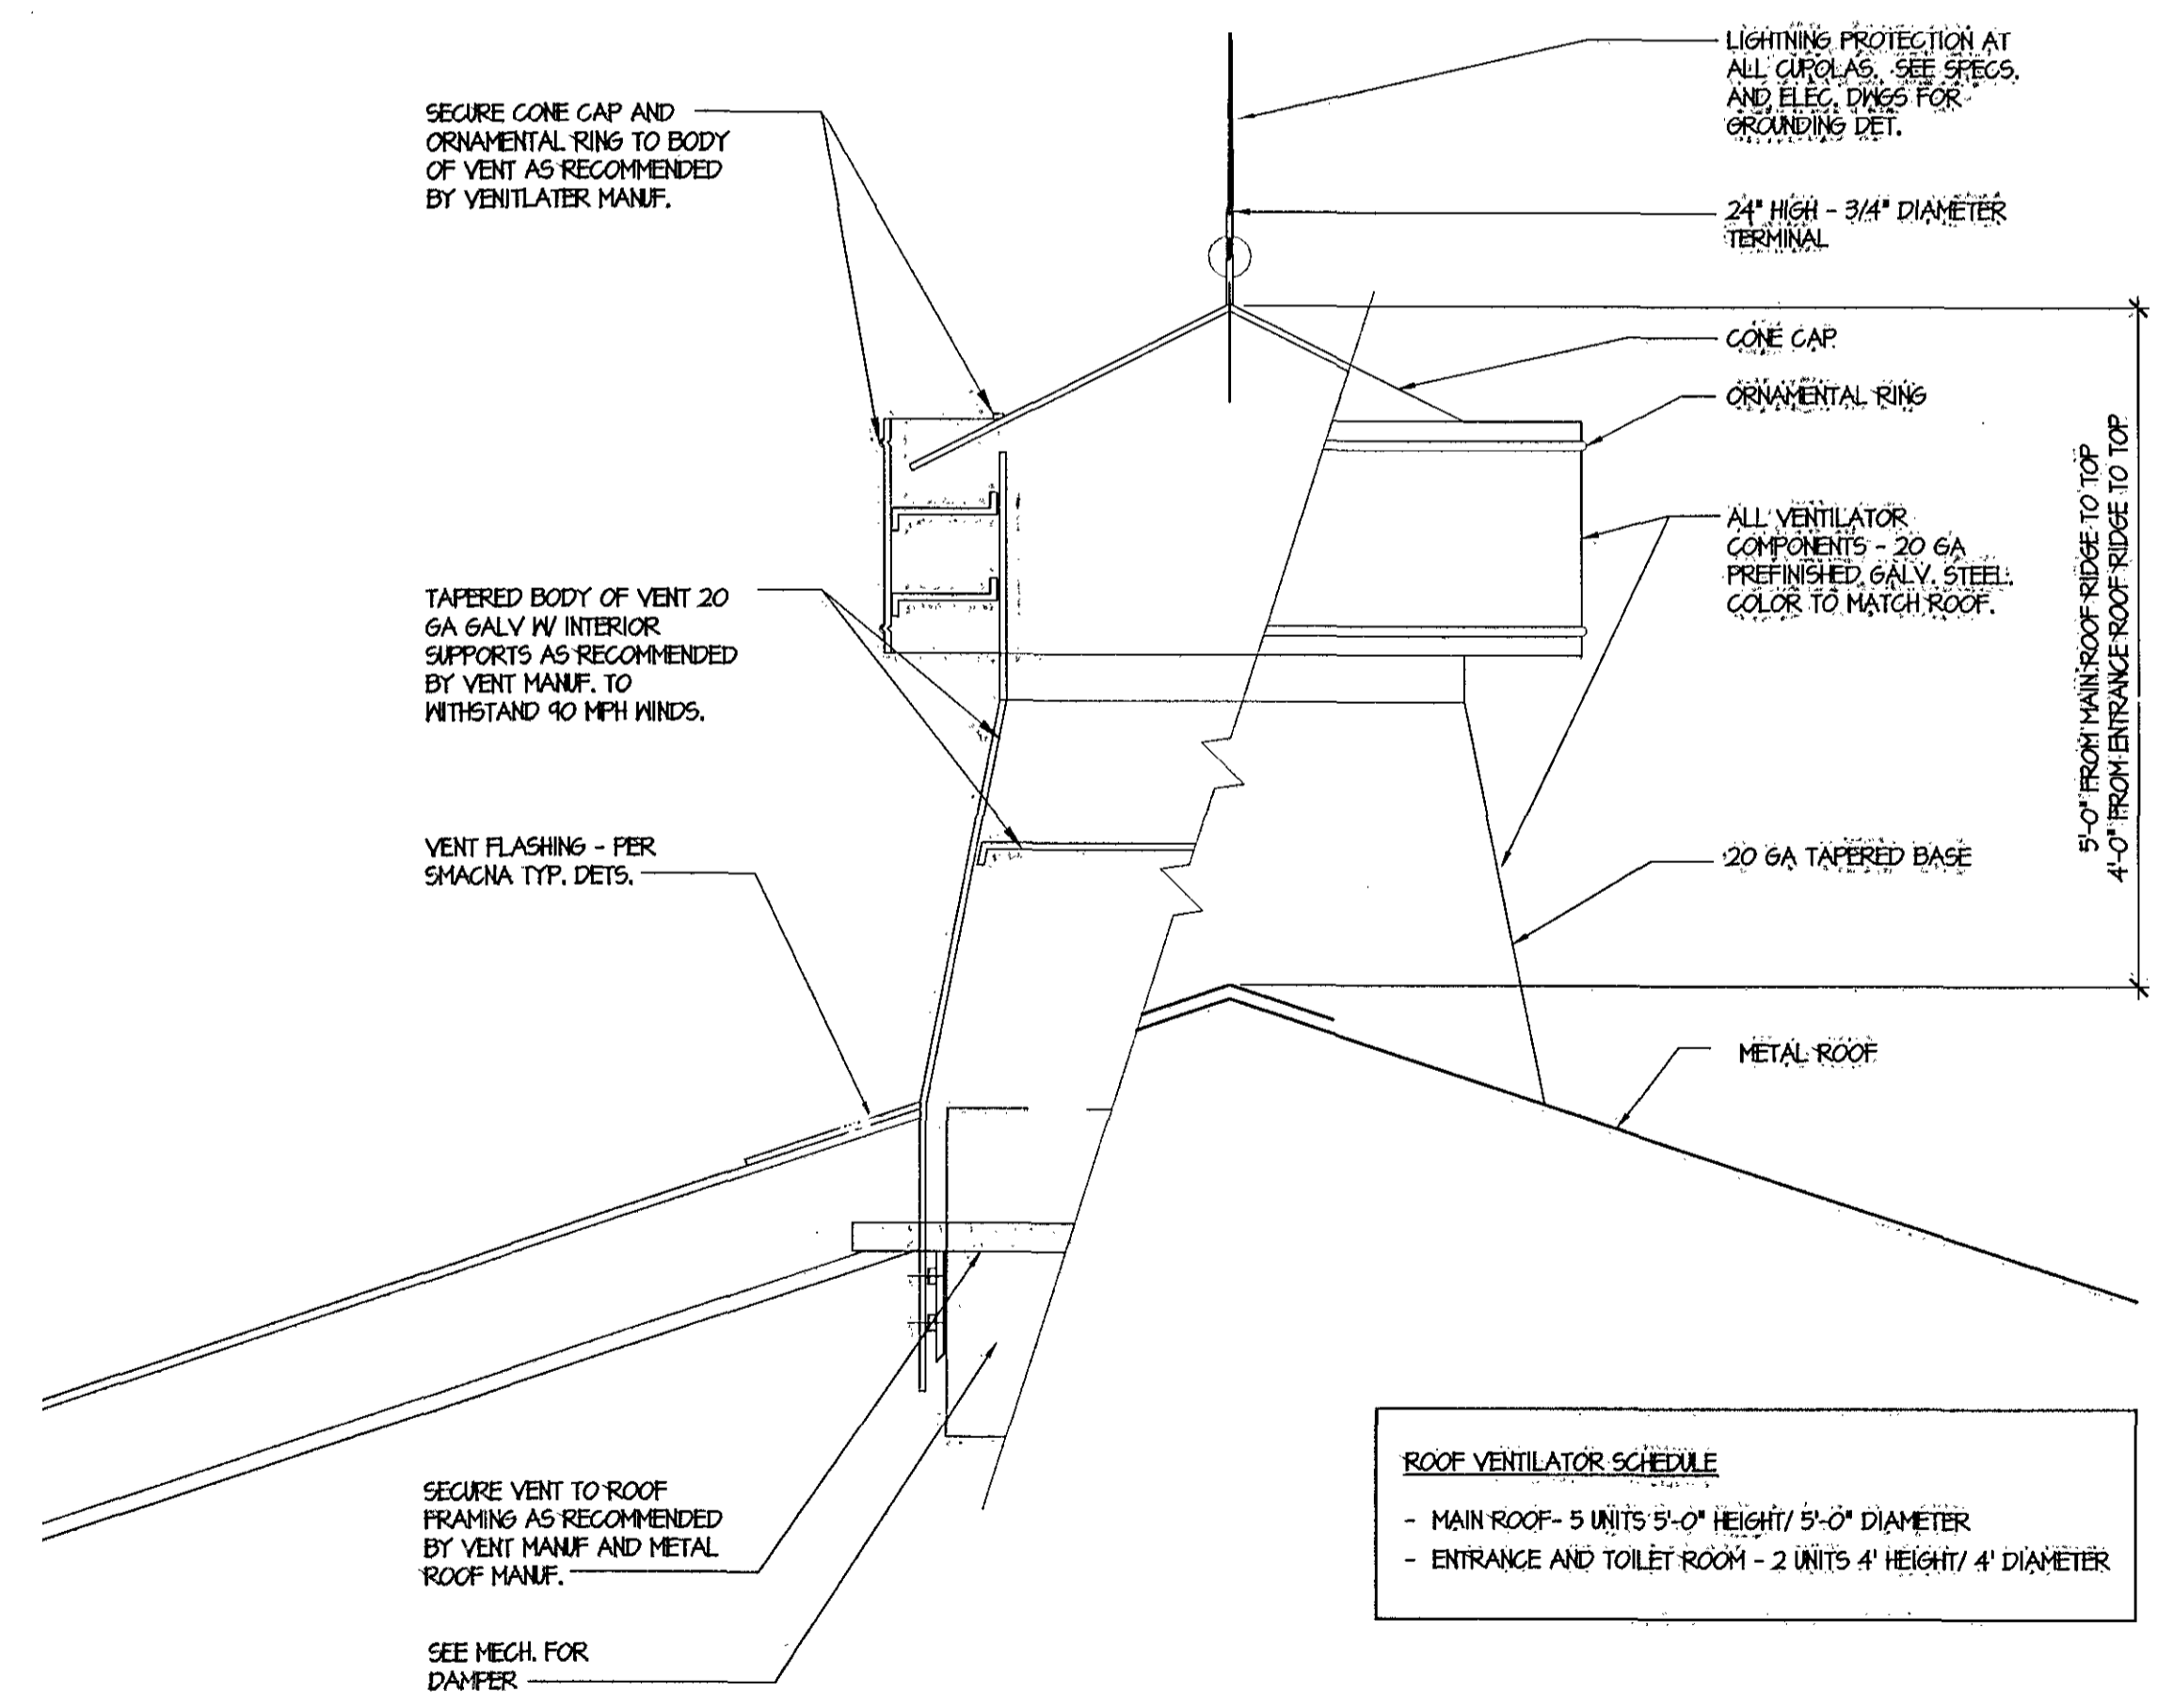 SECURE CONE CAP AND
ORNAMENTAL RING TO BODY
OF VENT AS RECOMMENDED
BY VENITLATER MANUF.
TAPERED BODY OF VENT 20
GA GALV W/ INTERIOR
SUPPORTS AS RECOMMENDED
BY VENT MANUF. TO
WITHSTAND 90 MPH WINDS.
VENT FLASHING - PER
SMACNA TYP. DETS.
SECURE VENT TO ROOF
FRAMING AS RECOMMENDED
BY VENT MANUF AND METAL
ROOF MANUF.
SEE MECH. FOR
DAMPER
LIGHTNING PROTECTION AT
ALL CUPOLAS. SEE SPECS.
AND ELEC. DWGS FOR
GROUNDING DET.
24" HIGH - 3/4" DIAMETER
TERMINAL
CONE CAP
ORNAMENTAL RING
ALL VENTILATOR
COMPONENTS - 20 GA
PREFINISHED GALV. STEEL.
COLOR TO MATCH ROOF.
20 GA TAPERED BASE
METAL ROOF
5'-0" FROM MAIN ROOF RIDGE TO TOP
4'-0" FROM ENTRANCE ROOF RIDGE TO TOP
ROOF VENTILATOR SCHEDULE
- MAIN ROOF- 5 UNITS 5'-0" HEIGHT/ 5'-0" DIAMETER
- ENTRANCE AND TOILET ROOM - 2 UNITS 4' HEIGHT/ 4' DIAMETER